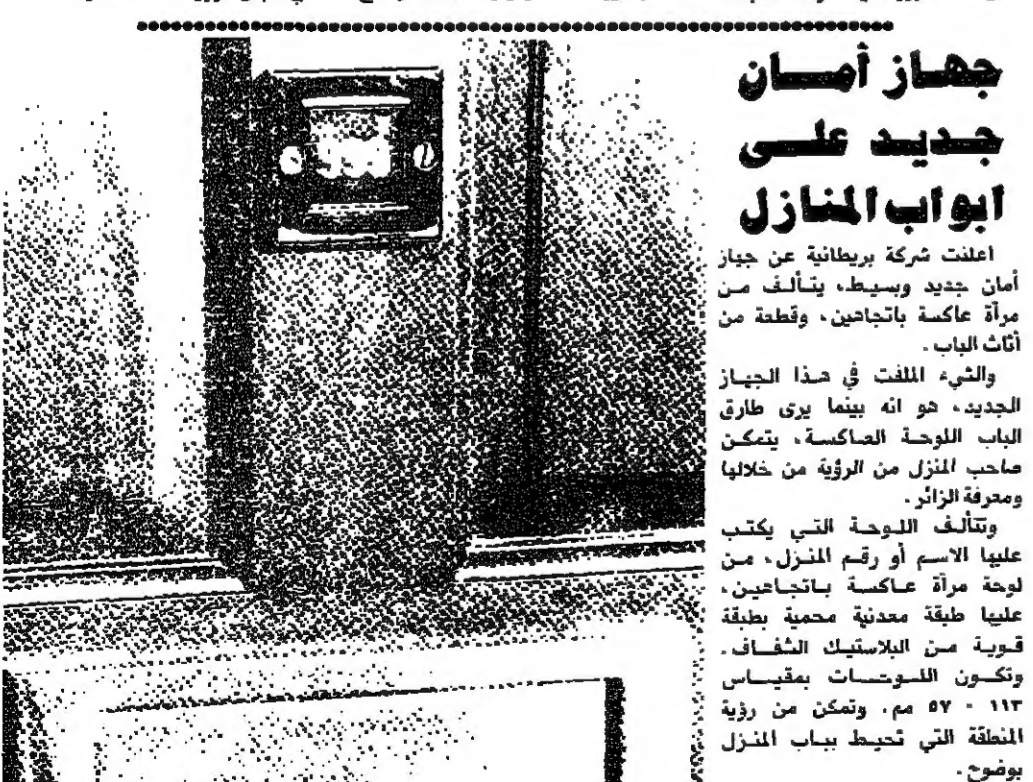 جهاز أمان
جديد على
ابواب المنازل
اعلنت شركة بريطانية عن جهاز
أمان جديد وبسيط، يتألف من
مرآة عاكسة باتجاهين، وقطعة من
أثاث الباب.
والشيء الملفت في هذا الجهاز
الجديد، هو انه بينما يرى طارق
الباب اللوحة العاكسة، يتمكن
صاحب المنزل من الرؤية من خلالها
ومعرفة الزائر.
وتتألف اللوحة التي يكتب
عليها الاسم أو رقم المنزل، من
لوحة مرآة عاكسة باتجاهين،
عليها طبقة معدنية محمية بطبقة
قوية من البلاستيك الشفاف.
وتكون اللوحات بمقياس
١١٣ - ٥٧ مم. وتمكن من رؤية
المنطقة التي تحيط بباب المنزل
بوضوح.